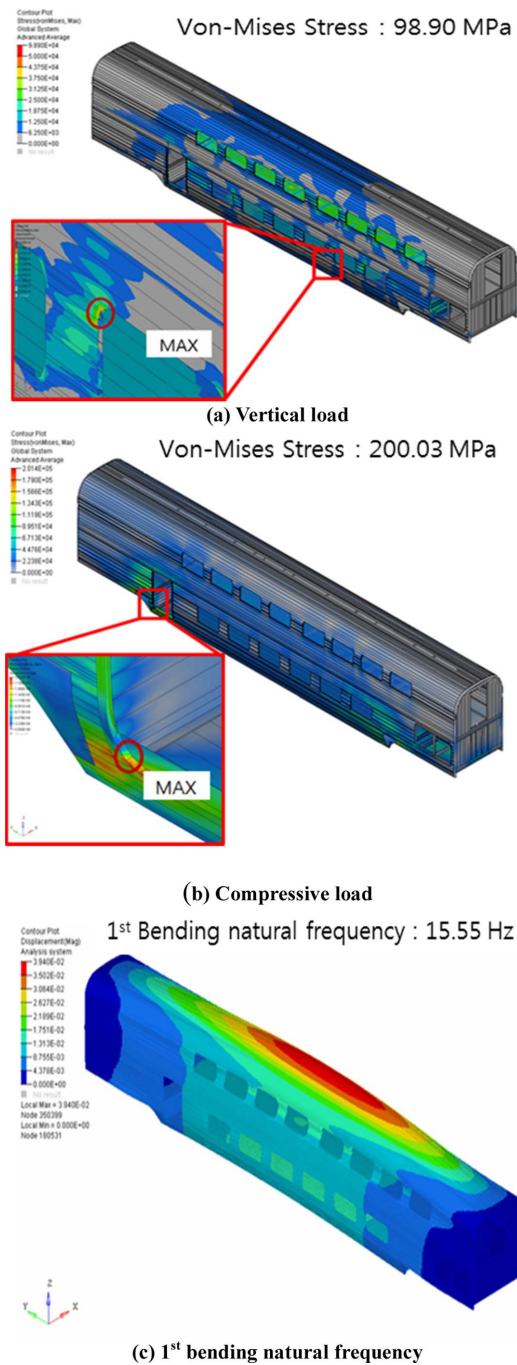 Contour Plot
Stress(vonMises, Max)
Global System
Advanced Average
9.890E+04
5.000E+04
4.375E+04
3.750E+04
3.125E+04
2.500E+04
1.875E+04
1.250E+04
6.250E+03
0.000E+00
No result
Von-Mises Stress : 98.90 MPa
MAX
(a) Vertical load
Contour Plot
Stress(vonMises, Max)
Global System
Advanced Average
2.014E+05
1.790E+05
1.566E+05
1.343E+05
1.119E+05
8.951E+04
6.713E+04
4.476E+04
2.238E+04
0.000E+00
No result
Von-Mises Stress : 200.03 MPa
MAX
(b) Compressive load
1st Bending natural frequency : 15.55 Hz
Contour Plot
Displacement(Mag)
Analysis system
3.940E-02
3.502E-02
3.064E-02
2.627E-02
2.189E-02
1.751E-02
1.313E-02
8.755E-03
4.378E-03
0.000E+00
No result
Local Max = 3.940E-02
Node 350399
Local Min = 0.000E+00
Node 180531
Z
Y
X
(c) 1st bending natural frequency